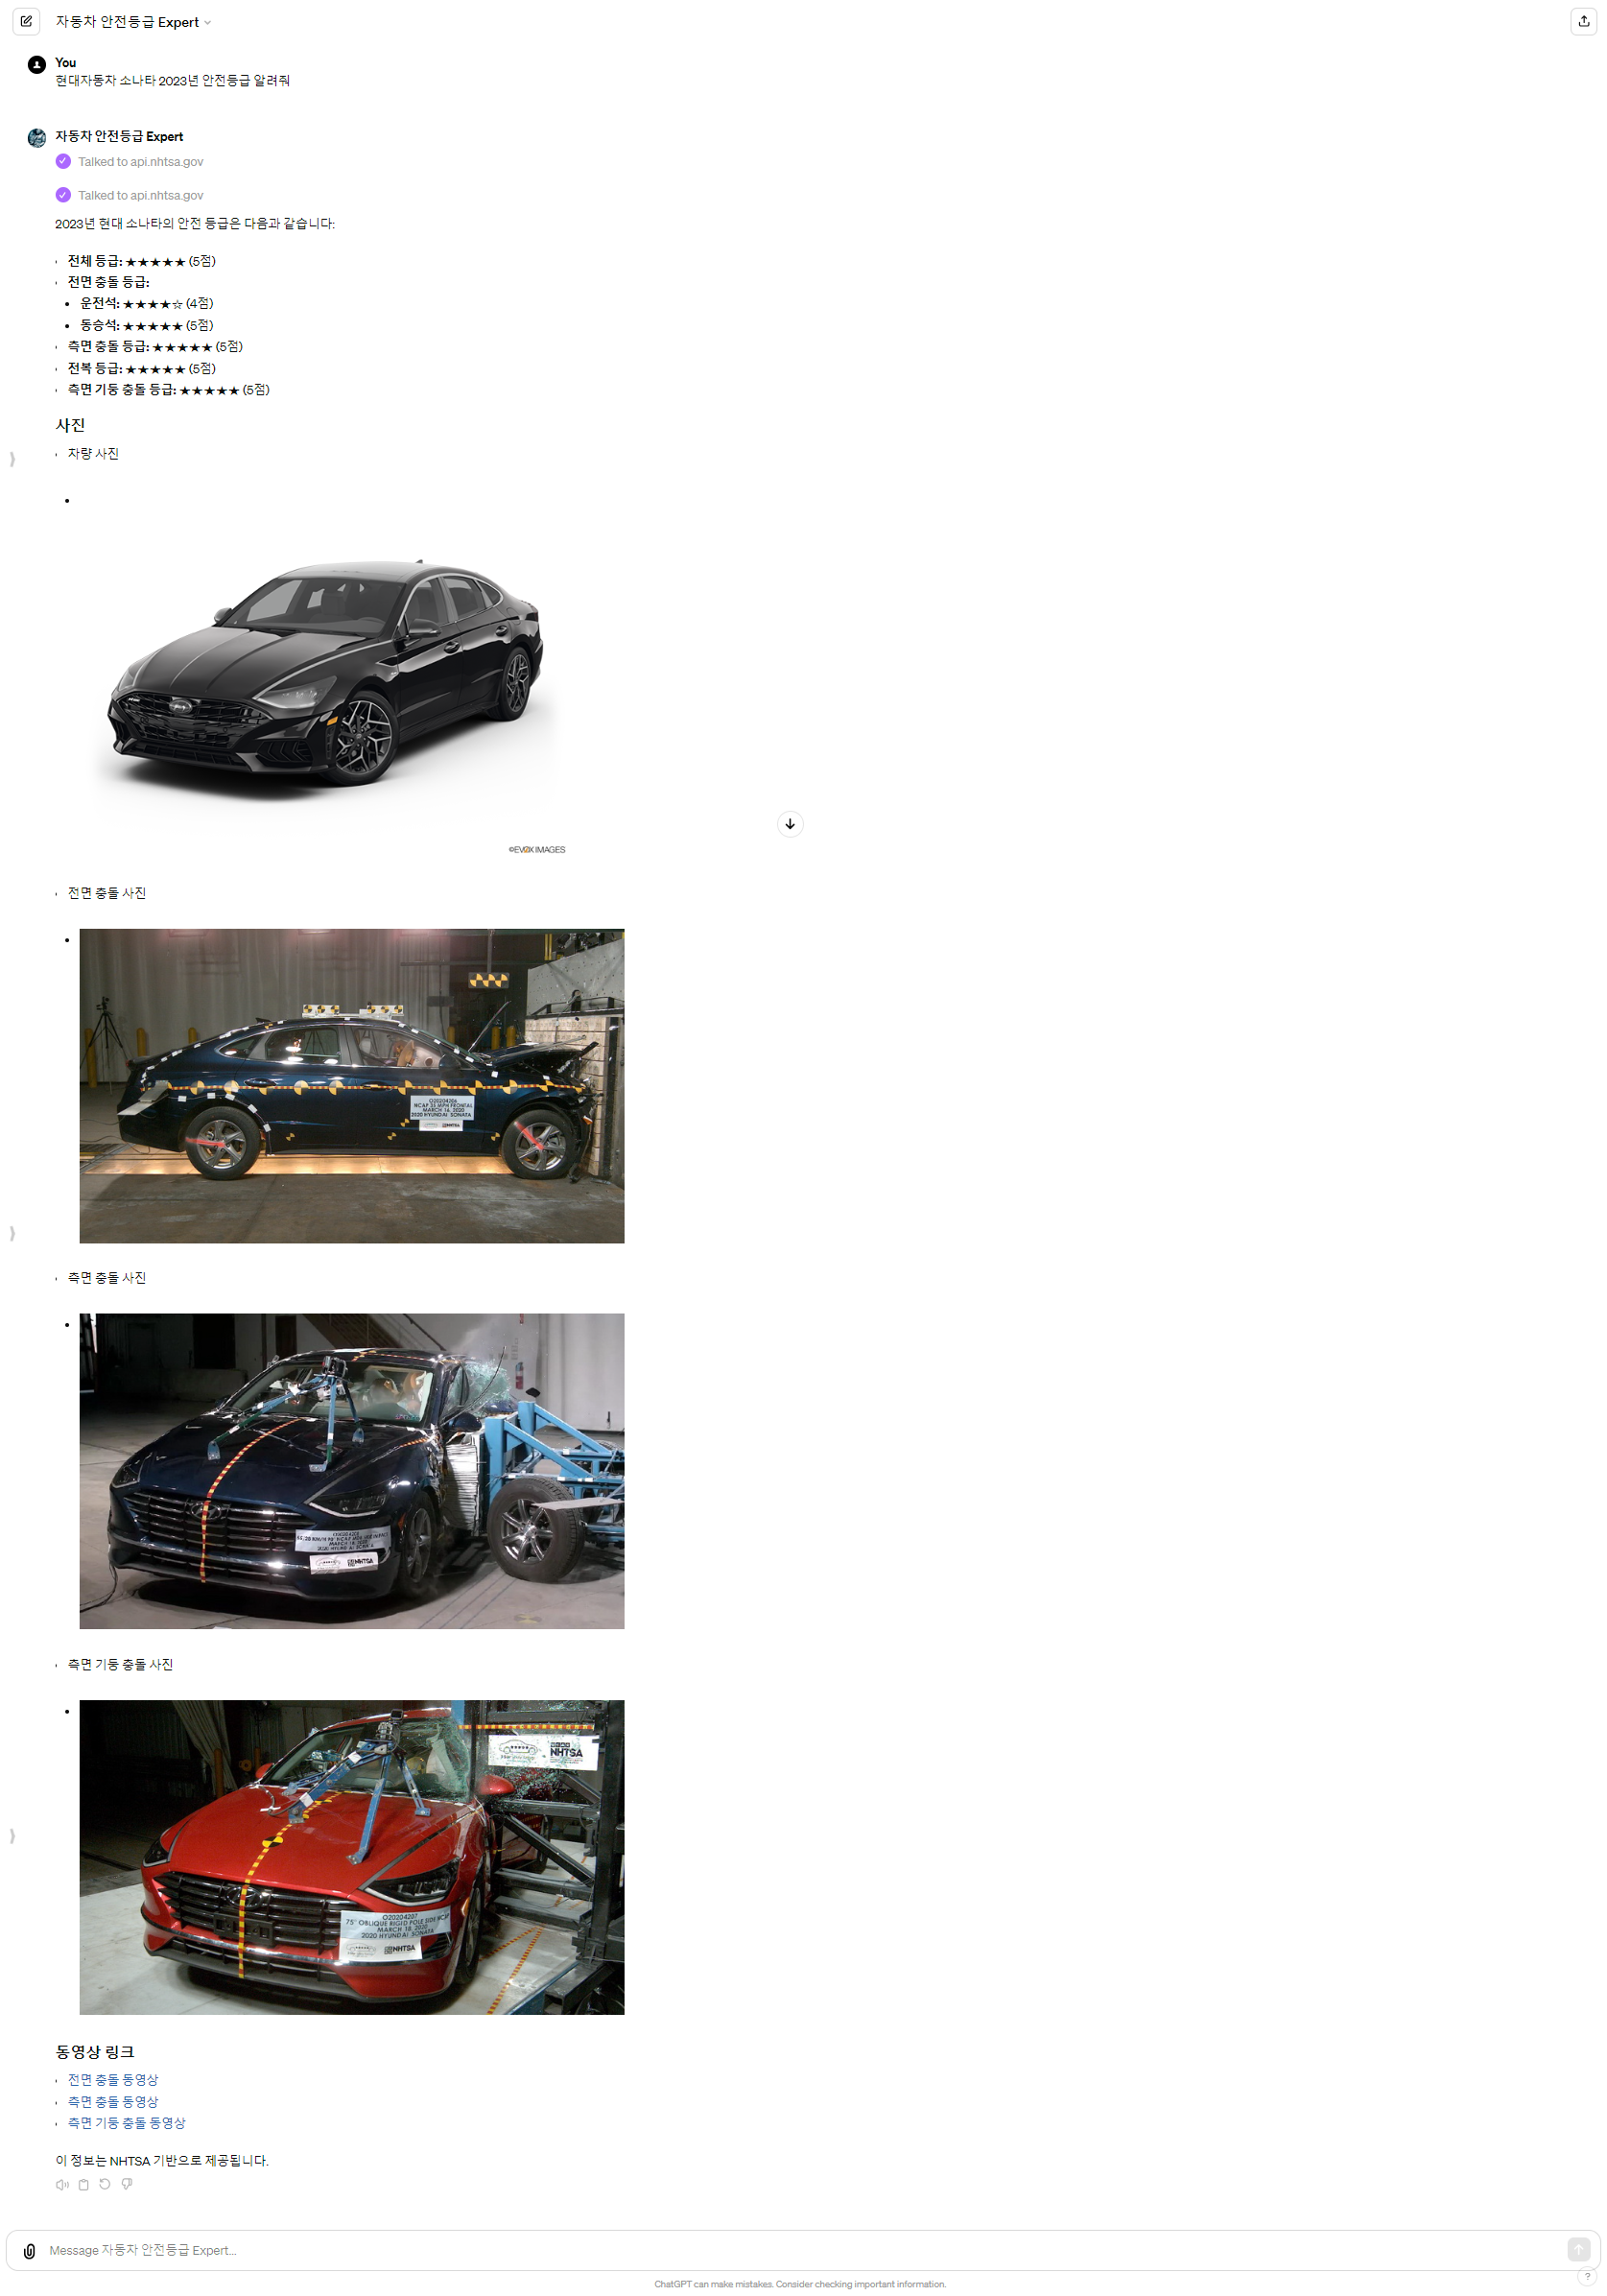 자동차 안전등급 Expert
You
현대자동차 소나타 2023년 안전등급 알려줘
자동차 안전등급 Expert
Talked to api.nhtsa.gov
Talked to api.nhtsa.gov
2023년 현대 소나타의 안전 등급은 다음과 같습니다:
전체 등급: ★★★★★ (5점)
전면 충돌 등급:
운전석: ★★★★☆ (4점)
동승석: ★★★★★ (5점)
측면 충돌 등급: ★★★★★ (5점)
전복 등급: ★★★★★ (5점)
측면 기둥 충돌 등급: ★★★★★ (5점)
사진
차량 사진
©EVOX IMAGES
전면 충돌 사진
O20204206
NCAP 35 MPH FRONTAL
MARCH 16, 2020
2020 HYUNDAI SONATA
NHTSA
측면 충돌 사진
NHTSA
측면 기둥 충돌 사진
NHTSA
O20204207
75° OBLIQUE RIGID POLE SIDE NCAP
MARCH 18, 2020
2020 HYUNDAI SONATA
NHTSA
동영상 링크
전면 충돌 동영상
측면 충돌 동영상
측면 기둥 충돌 동영상
이 정보는 NHTSA 기반으로 제공됩니다.
Message 자동차 안전등급 Expert...
ChatGPT can make mistakes. Consider checking important information.
?